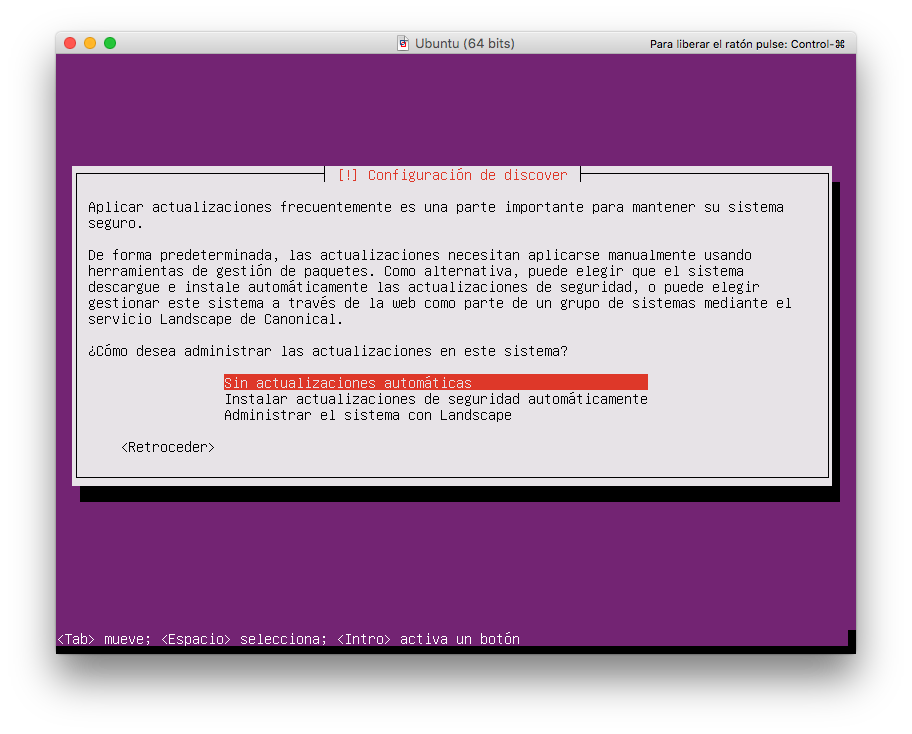 Ubuntu (64 bits)
Para liberar el ratón pulse: Control-⌘
[!] Configuración de discover
Aplicar actualizaciones frecuentemente es una parte importante para mantener su sistema
seguro.
De forma predeterminada, las actualizaciones necesitan aplicarse manualmente usando
herramientas de gestión de paquetes. Como alternativa, puede elegir que el sistema
descargue e instale automáticamente las actualizaciones de seguridad, o puede elegir
gestionar este sistema a través de la web como parte de un grupo de sistemas mediante el
servicio Landscape de Canonical.
¿Cómo desea administrar las actualizaciones en este sistema?
Sin actualizaciones automáticas
Instalar actualizaciones de seguridad automáticamente
Administrar el sistema con Landscape
<Retroceder>
<Tab> mueve; <Espacio> selecciona; <Intro> activa un botón